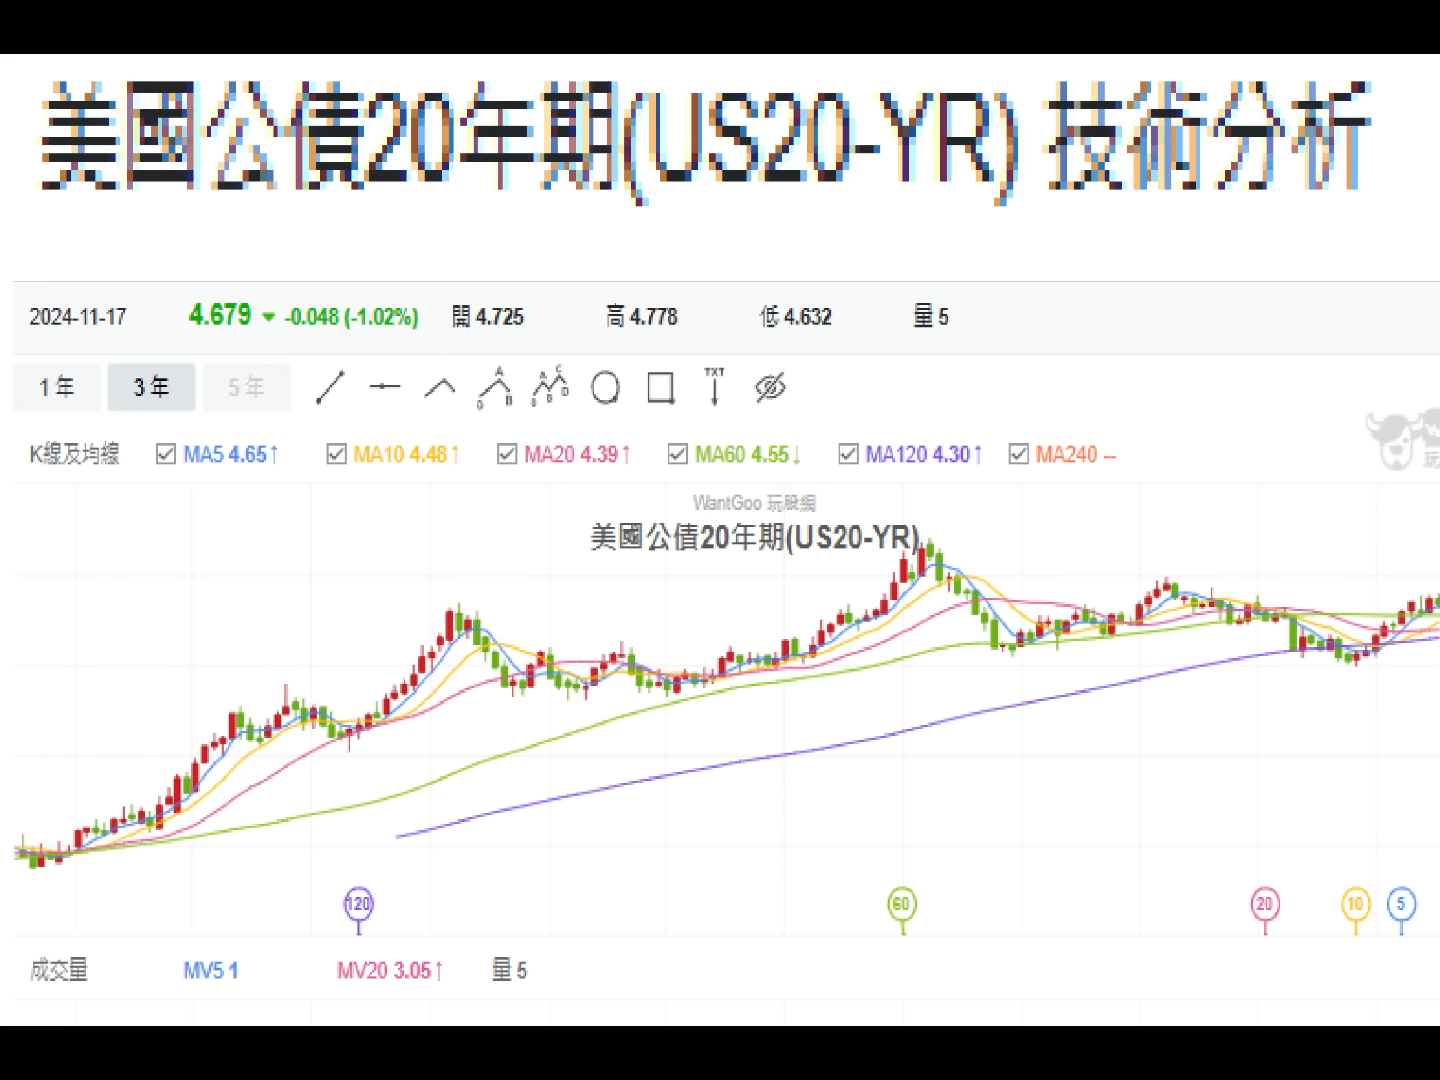 美國公債20年期(US20-YR) 技術分析
2024-11-17 4.679 ▼ -0.048 (-1.02%) 開 4.725 高 4.778 低 4.632 量 5
1 年 3 年 5 年 TXT
K線及均線 MA5 4.65↑ MA10 4.48↑ MA20 4.39↑ MA60 4.55↓ MA120 4.30↑ MA240 --
WantGoo 玩股網
美國公債20年期(US20-YR)
120 60 20 10 5
成交量 MV5 1 MV20 3.05↑ 量 5